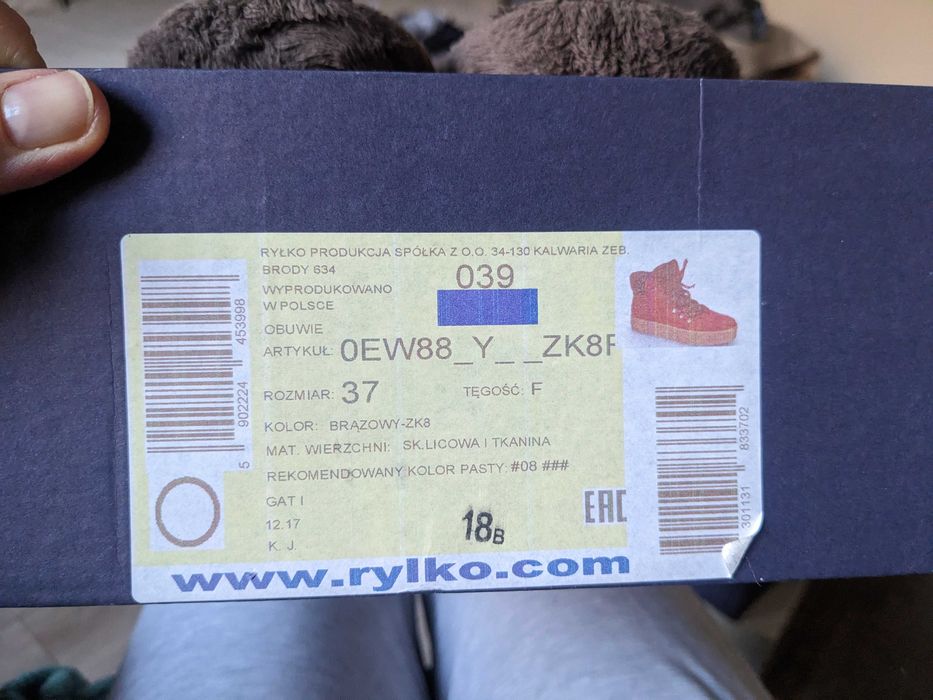 RYŁKO PRODUKCJA SPÓŁKA Z O.O. 34-130 KALWARIA ZEB.
BRODY 634
039
WYPRODUKOWANO
W POLSCE
OBUWIE
ARTYKUŁ: 0EW88_Y_ _ZK8F
ROZMIAR: 37 TĘGOŚĆ: F
KOLOR: BRĄZOWY-ZK8
MAT. WIERZCHNI: SK.LICOWA I TKANINA
REKOMENDOWANY KOLOR PASTY: #08 ###
GAT I
12.17
K. J.
18B
EAC
www.rylko.com
5 902224 453998
301131 833702